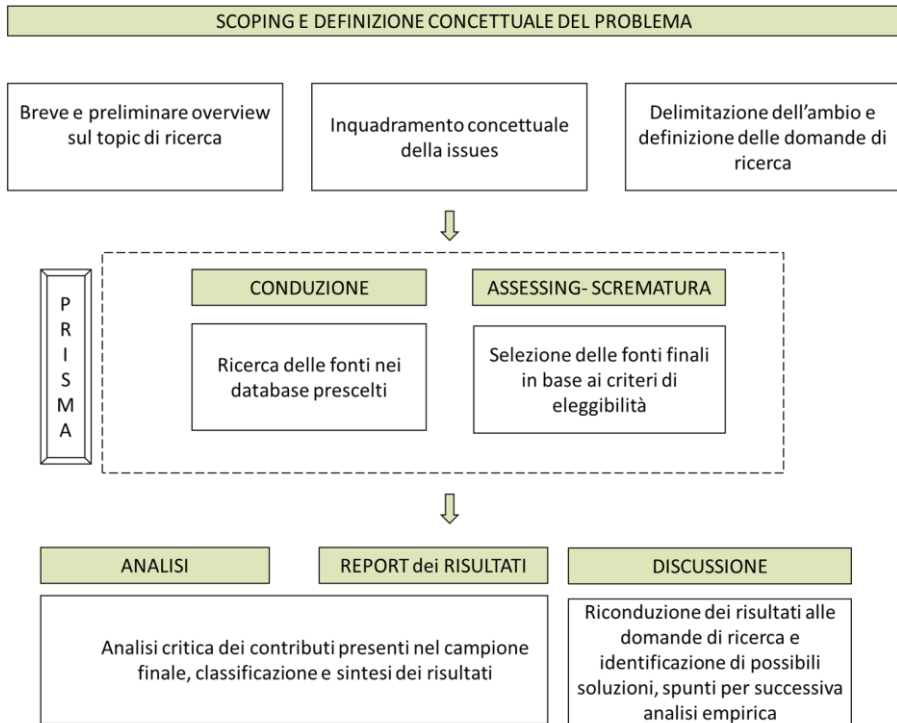 SCOPING E DEFINIZIONE CONCETTUALE DEL PROBLEMA
Breve e preliminare overview
sul topic di ricerca
Inquadramento concettuale
della issues
Delimitazione dell'ambio e
definizione delle domande di
ricerca
P
R
I
S
M
A
CONDUZIONE
Ricerca delle fonti nei
database prescelti
ASSESSING- SCREMATURA
Selezione delle fonti finali
in base ai criteri di
eleggibilità
ANALISI
REPORT dei RISULTATI
Analisi critica dei contributi presenti nel campione
finale, classificazione e sintesi dei risultati
DISCUSSIONE
Riconduzione dei risultati alle
domande di ricerca e
identificazione di possibili
soluzioni, spunti per successiva
analisi empirica